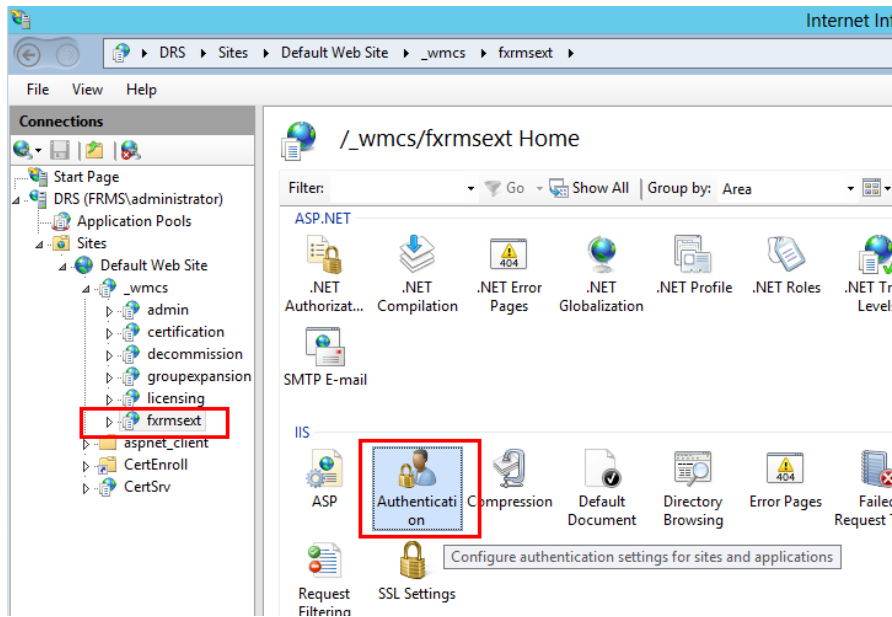 Internet Inf
DRS Sites Default Web Site _wmcs fxrmsext
File View Help
Connections
Start Page
DRS (FRMS\administrator)
Application Pools
Sites
Default Web Site
_wmcs
admin
certification
decommission
groupexpansion
licensing
fxrmsext
aspnet_client
CertEnroll
CertSrv
/_wmcs/fxrmsext Home
Filter: Go Show All Group by: Area
ASP.NET
.NET Authorizat...
.NET Compilation
404
.NET Error Pages
.NET Globalization
.NET Profile
.NET Roles
.NET Tr
Levels
SMTP E-mail
IIS
ASP
Authenticati
on
Compression
Default Document
Directory Browsing
404
Error Pages
Failed
Request T
Configure authentication settings for sites and applications
Request Filtering
SSL Settings